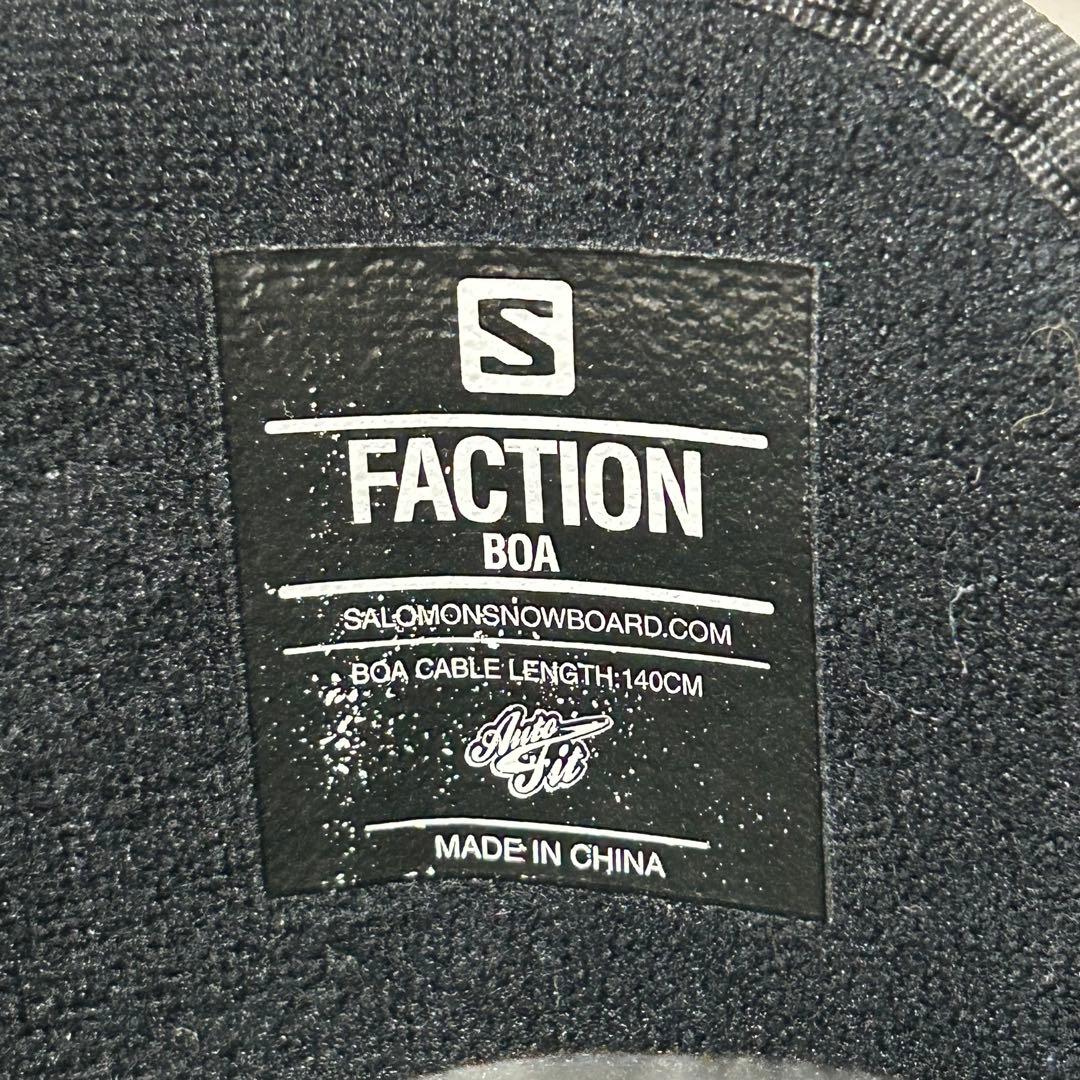 S
FACTION
BOA
SALOMONSNOWBOARD.COM
BOA CABLE LENGTH:140CM
Auto
Fit
MADE IN CHINA